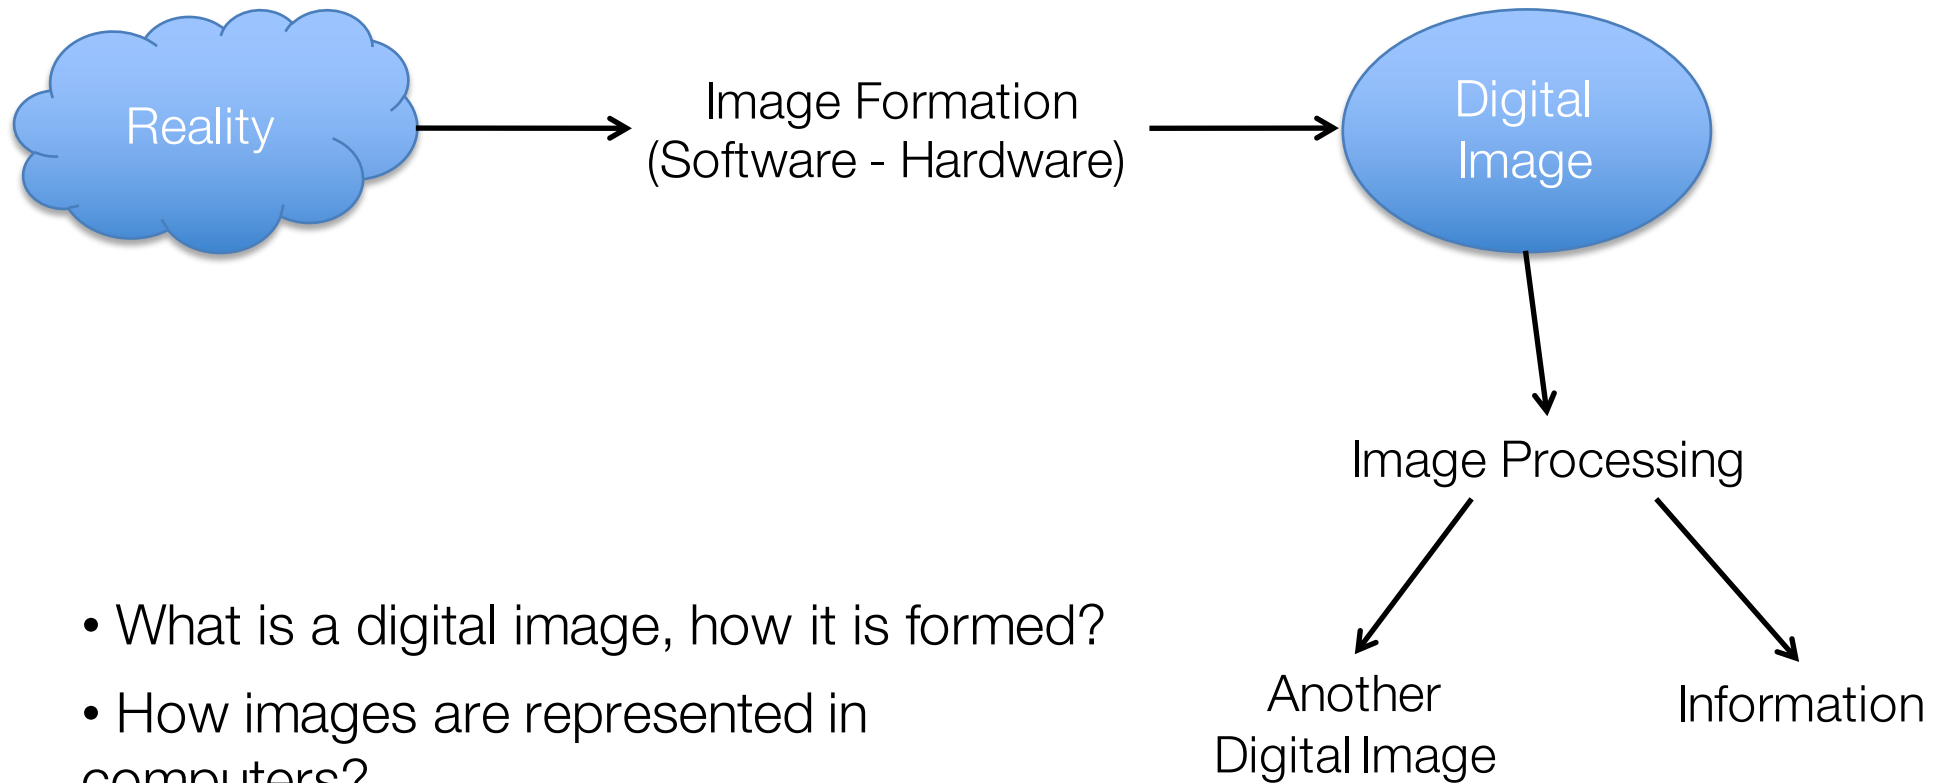 Reality
Image Formation
(Software - Hardware)
Digital
Image
Image Processing
Another
Digital Image
Information
• What is a digital image, how it is formed?
• How images are represented in
computers?